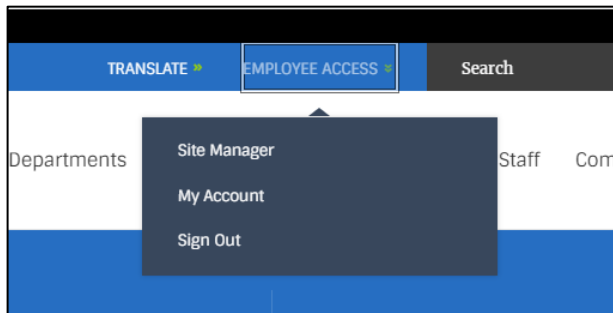 TRANSLATE » EMPLOYEE ACCESS » Search
Departments Staff Com
Site Manager
My Account
Sign Out